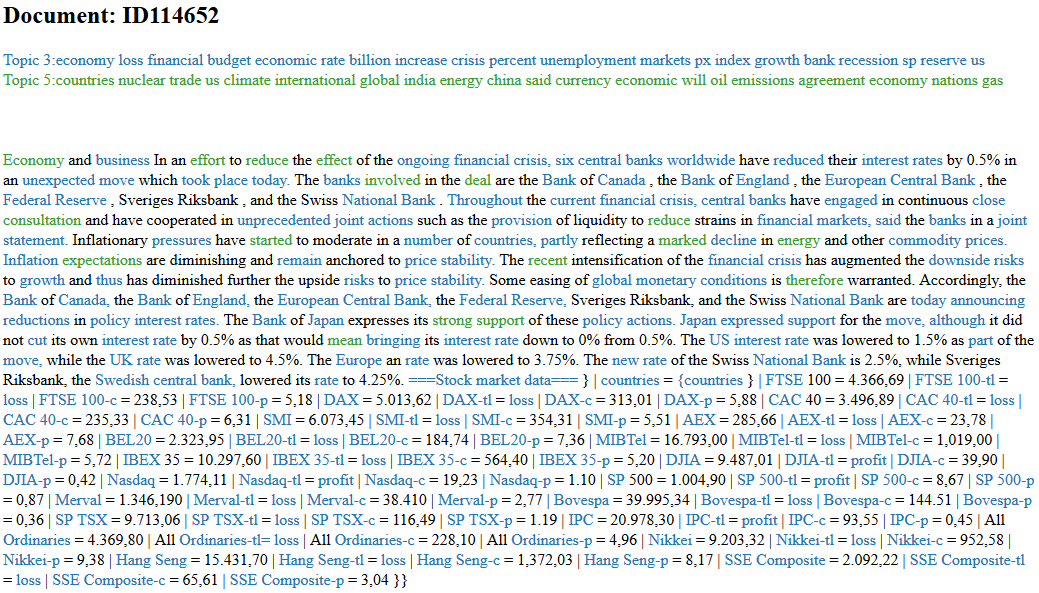 Document: ID114652
Topic 3:economy loss financial budget economic rate billion increase crisis percent unemployment markets px index growth bank recession sp reserve us
Topic 5:countries nuclear trade us climate international global india energy china said currency economic will oil emissions agreement economy nations gas
Economy and business In an effort to reduce the effect of the ongoing financial crisis, six central banks worldwide have reduced their interest rates by 0.5% in
an unexpected move which took place today. The banks involved in the deal are the Bank of Canada , the Bank of England , the European Central Bank , the
Federal Reserve , Sveriges Riksbank , and the Swiss National Bank . Throughout the current financial crisis, central banks have engaged in continuous close
consultation and have cooperated in unprecedented joint actions such as the provision of liquidity to reduce strains in financial markets, said the banks in a joint
statement. Inflationary pressures have started to moderate in a number of countries, partly reflecting a marked decline in energy and other commodity prices.
Inflation expectations are diminishing and remain anchored to price stability. The recent intensification of the financial crisis has augmented the downside risks
to growth and thus has diminished further the upside risks to price stability. Some easing of global monetary conditions is therefore warranted. Accordingly, the
Bank of Canada, the Bank of England, the European Central Bank, the Federal Reserve, Sveriges Riksbank, and the Swiss National Bank are today announcing
reductions in policy interest rates. The Bank of Japan expresses its strong support of these policy actions. Japan expressed support for the move, although it did
not cut its own interest rate by 0.5% as that would mean bringing its interest rate down to 0% from 0.5%. The US interest rate was lowered to 1.5% as part of the
move, while the UK rate was lowered to 4.5%. The Europe an rate was lowered to 3.75%. The new rate of the Swiss National Bank is 2.5%, while Sveriges
Riksbank, the Swedish central bank, lowered its rate to 4.25%. ===Stock market data=== } | countries = {countries } | FTSE 100 = 4.366,69 | FTSE 100-tl =
loss | FTSE 100-c = 238,53 | FTSE 100-p = 5,18 | DAX = 5.013,62 | DAX-tl = loss | DAX-c = 313,01 | DAX-p = 5,88 | CAC 40 = 3.496,89 | CAC 40-tl = loss |
CAC 40-c = 235,33 | CAC 40-p = 6,31 | SMI = 6.073,45 | SMI-tl = loss | SMI-c = 354,31 | SMI-p = 5,51 | AEX = 285,66 | AEX-tl = loss | AEX-c = 23,78 |
AEX-p = 7,68 | BEL20 = 2.323,95 | BEL20-tl = loss | BEL20-c = 184,74 | BEL20-p = 7,36 | MIBTel = 16.793,00 | MIBTel-tl = loss | MIBTel-c = 1,019,00 |
MIBTel-p = 5,72 | IBEX 35 = 10.297,60 | IBEX 35-tl = loss | IBEX 35-c = 564,40 | IBEX 35-p = 5,20 | DJIA = 9.487,01 | DJIA-tl = profit | DJIA-c = 39,90 |
DJIA-p = 0,42 | Nasdaq = 1.774,11 | Nasdaq-tl = profit | Nasdaq-c = 19,23 | Nasdaq-p = 1.10 | SP 500 = 1.004,90 | SP 500-tl = profit | SP 500-c = 8,67 | SP 500-p
= 0,87 | Merval = 1.346,190 | Merval-tl = loss | Merval-c = 38.410 | Merval-p = 2,77 | Bovespa = 39.995,34 | Bovespa-tl = loss | Bovespa-c = 144.51 | Bovespa-p
= 0,36 | SP TSX = 9.713,06 | SP TSX-tl = loss | SP TSX-c = 116,49 | SP TSX-p = 1.19 | IPC = 20.978,30 | IPC-tl = profit | IPC-c = 93,55 | IPC-p = 0,45 | All
Ordinaries = 4.369,80 | All Ordinaries-tl= loss | All Ordinaries-c = 228,10 | All Ordinaries-p = 4,96 | Nikkei = 9.203,32 | Nikkei-tl = loss | Nikkei-c = 952,58 |
Nikkei-p = 9,38 | Hang Seng = 15.431,70 | Hang Seng-tl = loss | Hang Seng-c = 1,372,03 | Hang Seng-p = 8,17 | SSE Composite = 2.092,22 | SSE Composite-tl
= loss | SSE Composite-c = 65,61 | SSE Composite-p = 3,04 }}